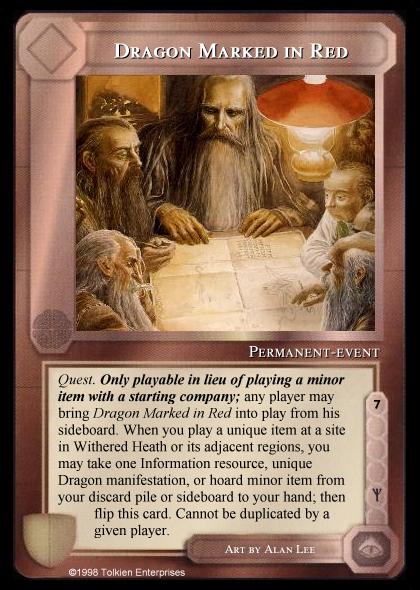 Dragon Marked in Red
Permanent-event
Quest. Only playable in lieu of playing a minor
item with a starting company; any player may
bring Dragon Marked in Red into play from his
sideboard. When you play a unique item at a site
in Withered Heath or its adjacent regions, you
may take one Information resource, unique
Dragon manifestation, or hoard minor item from
your discard pile or sideboard to your hand; then
flip this card. Cannot be duplicated by a
given player.
7
Art by Alan Lee
©1998 Tolkien Enterprises